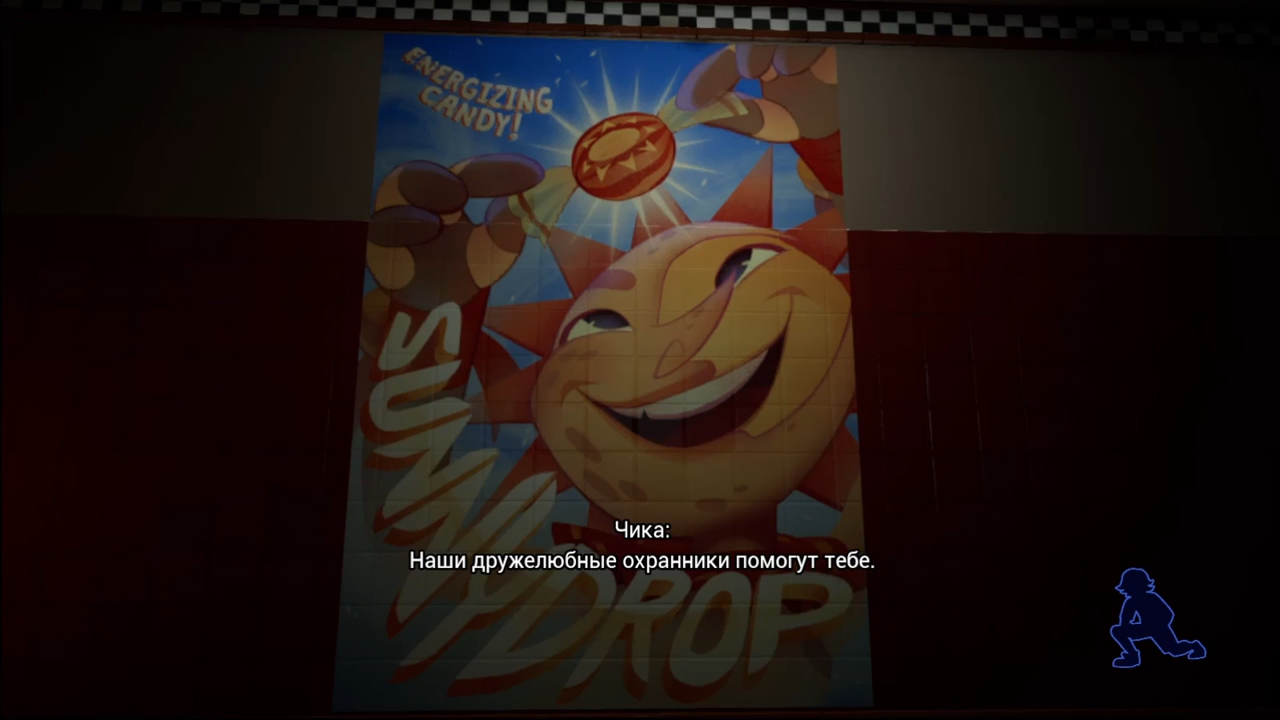 ENERGIZING
CANDY!
SUNNYDROP
Чика:
Наши дружелюбные охранники помогут тебе.